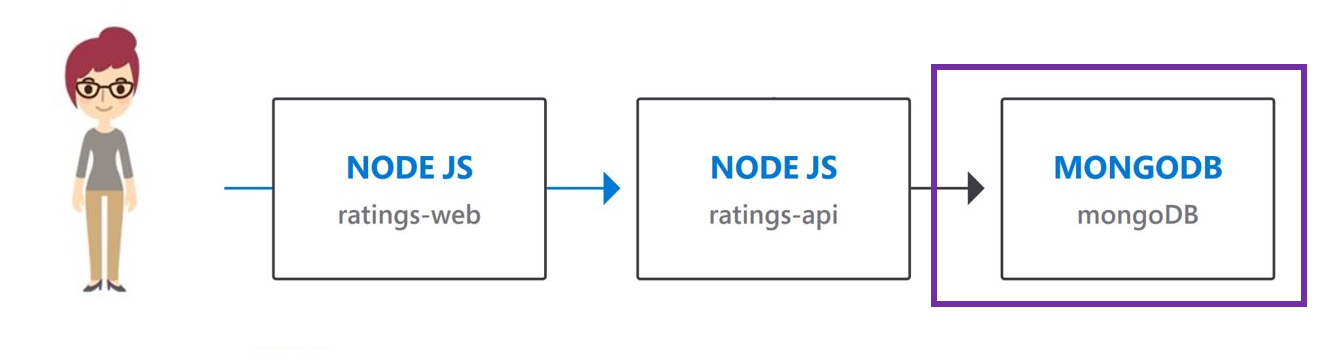 NODE JS
ratings-web
NODE JS
ratings-api
MONGODB
mongoDB